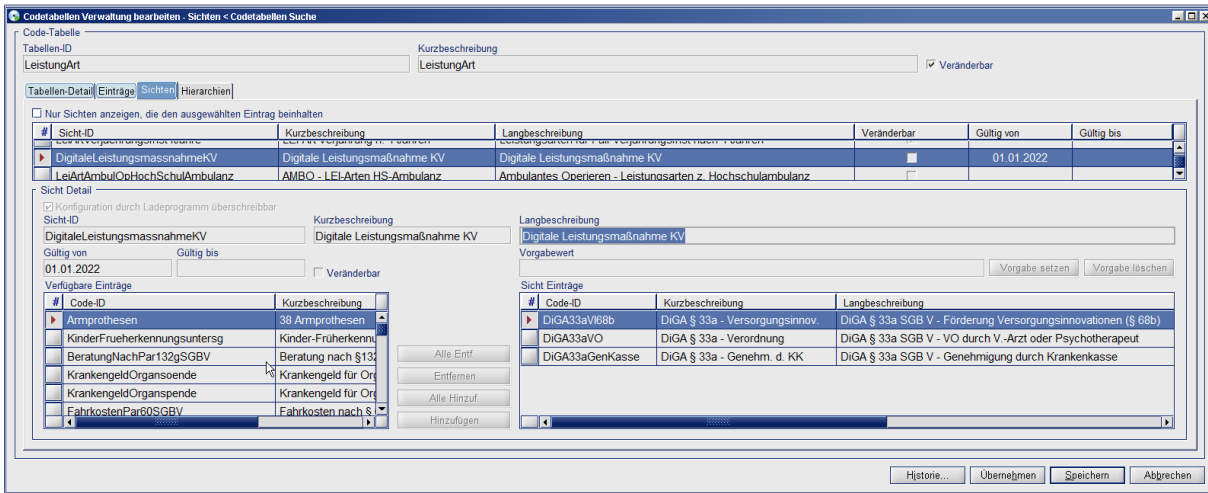 Codetabellen Verwaltung bearbeiten - Sichten < Codetabellen Suche
Code-Tabelle
Tabellen-ID Kurzbeschreibung
LeistungArt LeistungArt Veränderbar
Tabellen-Detail Einträge Sichten Hierarchien
Nur Sichten anzeigen, die den ausgewählten Eintrag beinhalten
# Sicht-ID Kurzbeschreibung Langbeschreibung Veränderbar Gültig von Gültig bis
DigitaleLeistungsmassnahmeKV Digitale Leistungsmaßnahme KV Digitale Leistungsmaßnahme KV 01.01.2022
LeiArtAmbulOpHochSchulAmbulanz AMBO - LEI-Arten HS-Ambulanz Ambulantes Operieren - Leistungsarten z. Hochschulambulanz
Sicht Detail
Konfiguration durch Ladeprogramm überschreibbar
Sicht-ID Kurzbeschreibung Langbeschreibung
DigitaleLeistungsmassnahmeKV Digitale Leistungsmaßnahme KV Digitale Leistungsmaßnahme KV
Gültig von Gültig bis Vorgabewert
01.01.2022 Veränderbar Vorgabe setzen Vorgabe löschen
Verfügbare Einträge Sicht Einträge
# Code-ID Kurzbeschreibung # Code-ID Kurzbeschreibung Langbeschreibung
Armprothesen 38 Armprothesen DiGA33aVI68b DiGA § 33a - Versorgungsinnov. DiGA § 33a SGB V - Förderung Versorgungsinnovationen (§ 68b)
KinderFrueherkennungsuntersg Kinder-Früherkennu DiGA33aVO DiGA § 33a - Verordnung DiGA § 33a SGB V - VO durch V.-Arzt oder Psychotherapeut
BeratungNachPar132gSGBV Beratung nach §132 Alle Entf. DiGA33aGenKasse DiGA § 33a - Genehm. d. KK DiGA § 33a SGB V - Genehmigung durch Krankenkasse
KrankengeldOrgansoende Krankengeld für Org Entfernen
KrankengeldOrganspende Krankengeld für Org Alle Hinzuf.
FahrkostenPar60SGBV Fahrkosten nach § Hinzufügen
Historie... Übernehmen Speichern Abbrechen